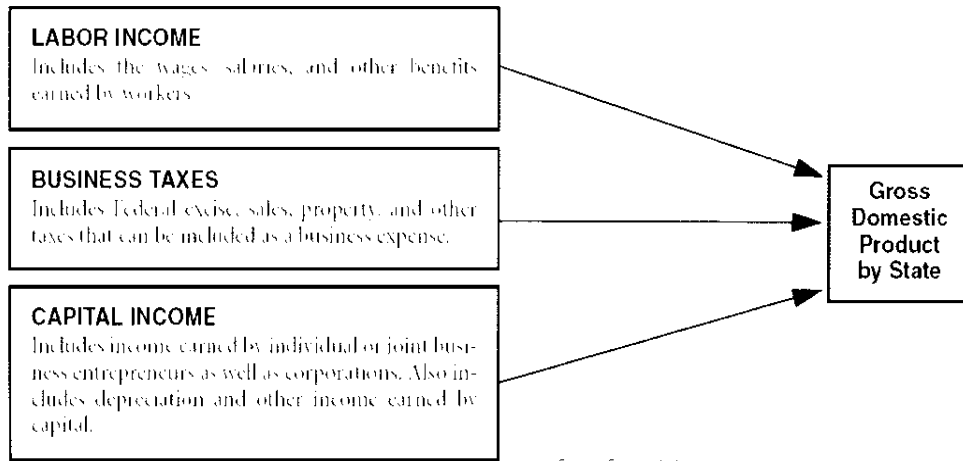 LABOR INCOME
Includes the wages, salaries, and other benefits
earned by workers.
BUSINESS TAXES
Includes Federal excise, sales, property, and other
taxes that can be included as a business expense.
CAPITAL INCOME
Includes income earned by individual or joint busi-
ness entrepreneurs as well as corporations. Also in-
cludes depreciation and other income earned by
capital.
Gross
Domestic
Product
by State